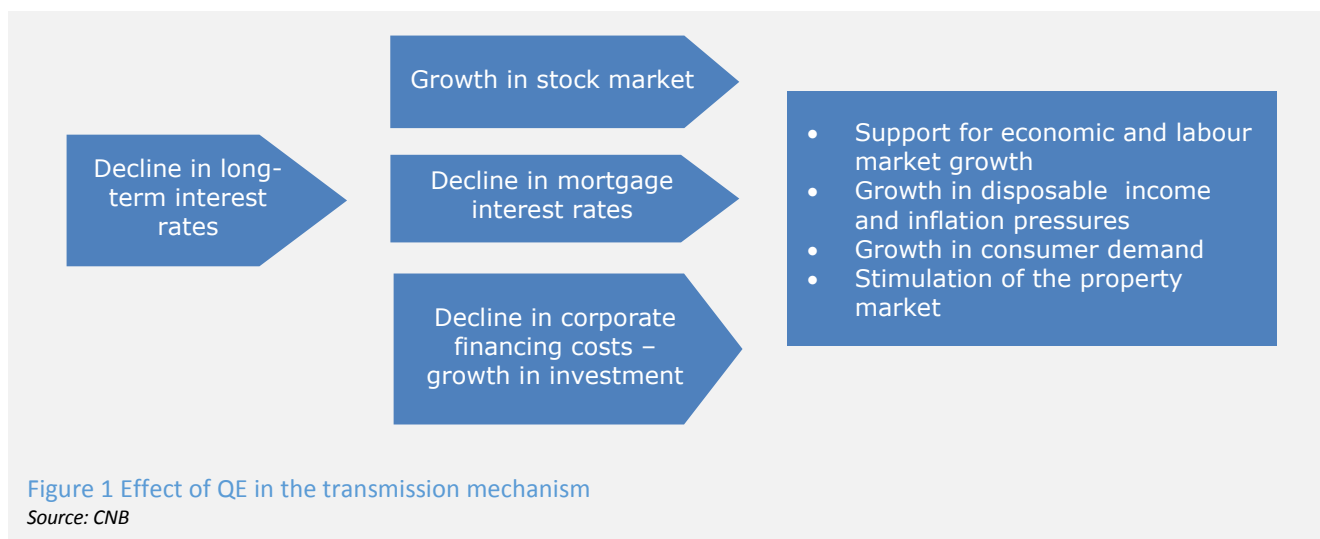 Decline in long-
term interest
rates
Growth in stock market
Decline in mortgage
interest rates
Decline in corporate
financing costs –
growth in investment
• Support for economic and labour
market growth
• Growth in disposable  income
and inflation pressures
• Growth in consumer demand
• Stimulation of the property
market
Figure 1 Effect of QE in the transmission mechanism
Source: CNB